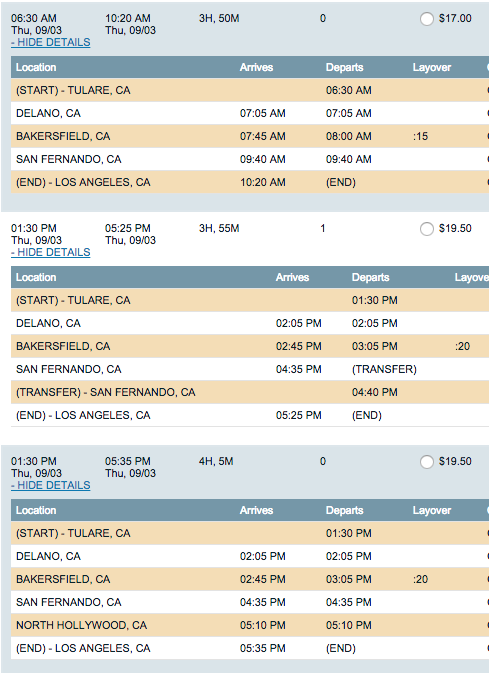 06:30 AM 10:20 AM 3H, 50M 0 $17.00
Thu, 09/03 Thu, 09/03
- HIDE DETAILS
Location Arrives Departs Layover
(START) - TULARE, CA 06:30 AM
DELANO, CA 07:05 AM 07:05 AM
BAKERSFIELD, CA 07:45 AM 08:00 AM :15
SAN FERNANDO, CA 09:40 AM 09:40 AM
(END) - LOS ANGELES, CA 10:20 AM (END)
01:30 PM 05:25 PM 3H, 55M 1 $19.50
Thu, 09/03 Thu, 09/03
- HIDE DETAILS
Location Arrives Departs Layove
(START) - TULARE, CA 01:30 PM
DELANO, CA 02:05 PM 02:05 PM
BAKERSFIELD, CA 02:45 PM 03:05 PM :20
SAN FERNANDO, CA 04:35 PM (TRANSFER)
(TRANSFER) - SAN FERNANDO, CA 04:40 PM
(END) - LOS ANGELES, CA 05:25 PM (END)
01:30 PM 05:35 PM 4H, 5M 0 $19.50
Thu, 09/03 Thu, 09/03
- HIDE DETAILS
Location Arrives Departs Layover
(START) - TULARE, CA 01:30 PM
DELANO, CA 02:05 PM 02:05 PM
BAKERSFIELD, CA 02:45 PM 03:05 PM :20
SAN FERNANDO, CA 04:35 PM 04:35 PM
NORTH HOLLYWOOD, CA 05:10 PM 05:10 PM
(END) - LOS ANGELES, CA 05:35 PM (END)